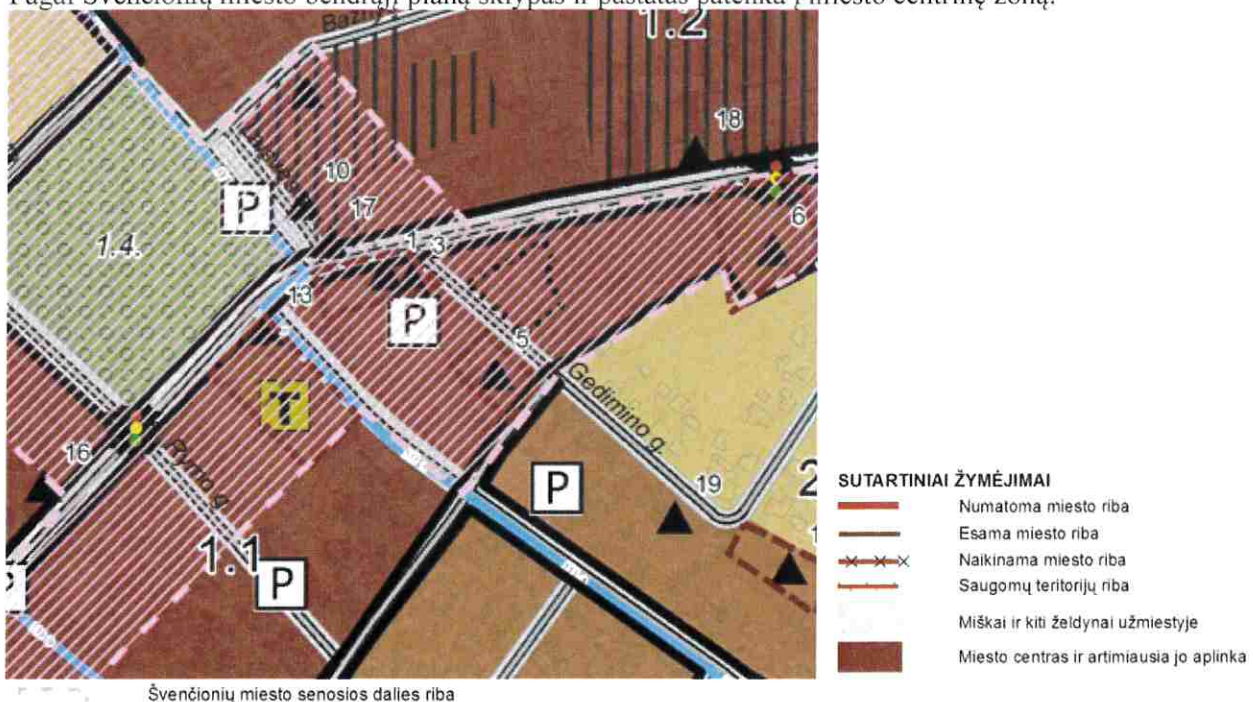 Pagal Švenčionių miesto bendrąjį planą sklypas ir pastatas patenka į miesto centrinę zoną.
1.2
18
10
17
P
1.4.
1
3
6
13
P
5
Gedimino g.
T
16
P
19
2
1.1
P
SUTARTINIAI ŽYMĖJIMAI
Numatoma miesto riba
Esama miesto riba
Naikinama miesto riba
Saugomų teritorijų riba
Miškai ir kiti želdynai užmiestyje
Miesto centras ir artimiausia jo aplinka
Švenčionių miesto senosios dalies riba